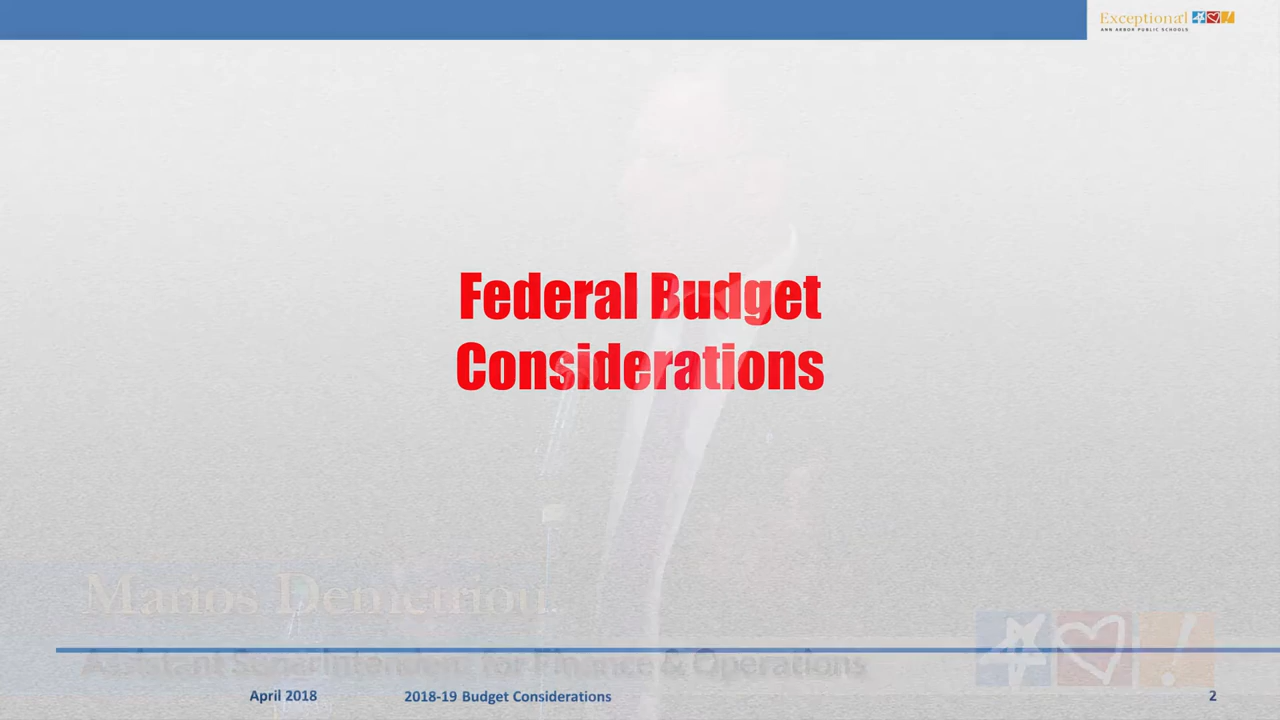 Exceptional
ANN ARBOR PUBLIC SCHOOLS
Federal Budget
Considerations
Marios Demetriou
Assistant Superintendent for Finance & Operations
April 2018
2018-19 Budget Considerations
2